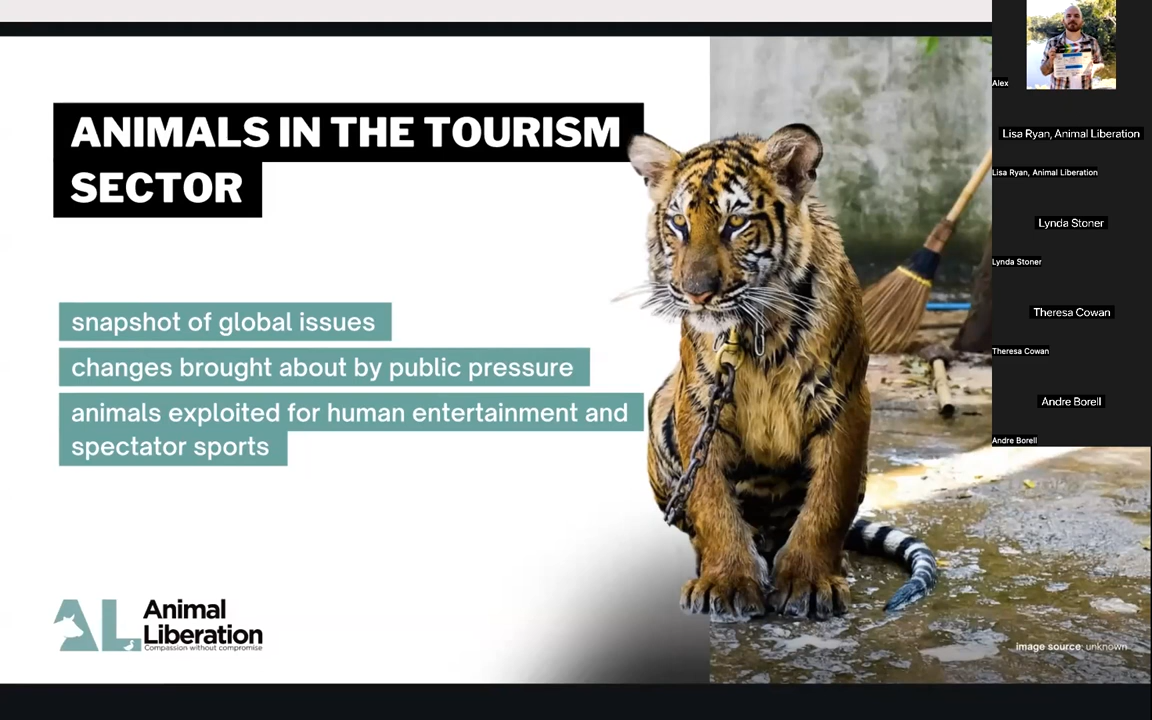 ANIMALS IN THE TOURISM
SECTOR
snapshot of global issues
changes brought about by public pressure
animals exploited for human entertainment and
spectator sports
AL Animal
Liberation
Compassion without compromise
image source: unknown
Alex
Lisa Ryan, Animal Liberation
Lisa Ryan, Animal Liberation
Lynda Stoner
Lynda Stoner
Theresa Cowan
Theresa Cowan
Andre Borell
Andre Borell